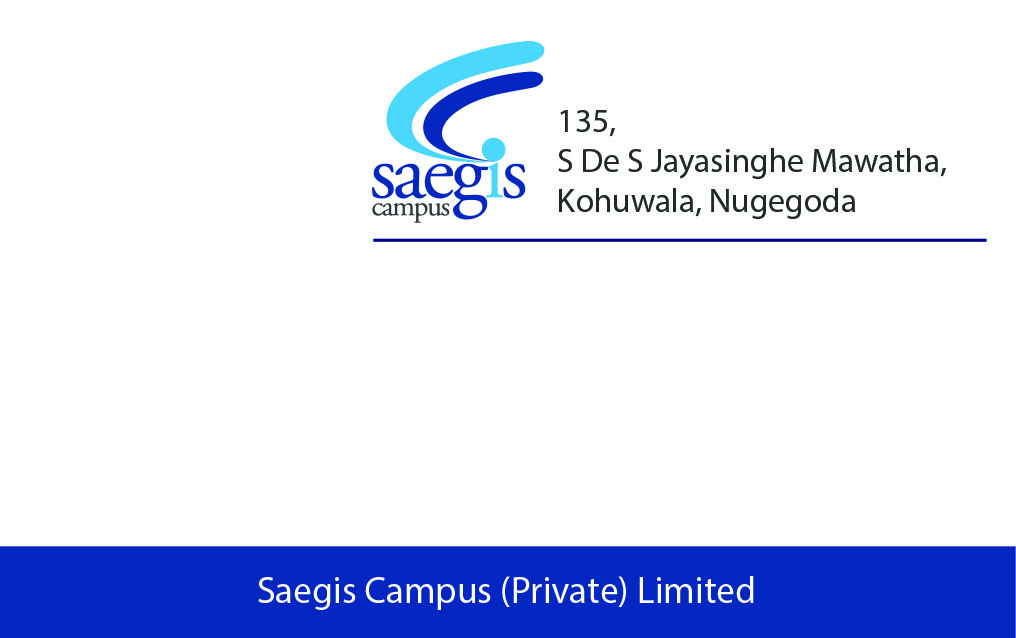 saegis
campus
135,
S De S Jayasinghe Mawatha,
Kohuwala, Nugegoda
Saegis Campus (Private) Limited